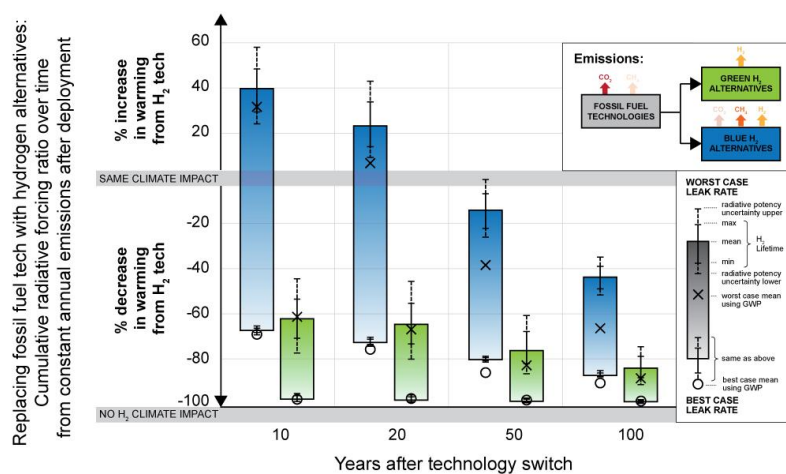 Replacing fossil fuel tech with hydrogen alternatives:
Cumulative radiative forcing ratio over time
from constant annual emissions after deployment
% increase
in warming
from H₂ tech
% decrease
in warming
from H₂ tech
60
40
20
SAME CLIMATE IMPACT
-20
-40
-60
-80
-100
NO H₂ CLIMATE IMPACT
10
20
50
100
Years after technology switch
Emissions:
CO₂
CH₄
FOSSIL FUEL
TECHNOLOGIES
H₂
GREEN H₂
ALTERNATIVES
CO₂
CH₄
H₂
BLUE H₂
ALTERNATIVES
WORST CASE
LEAK RATE
radiative potency
uncertainty upper
max
mean
H₂
Lifetime
min
radiative potency
uncertainty lower
worst case mean
using GWP
same as above
best case mean
using GWP
BEST CASE
LEAK RATE